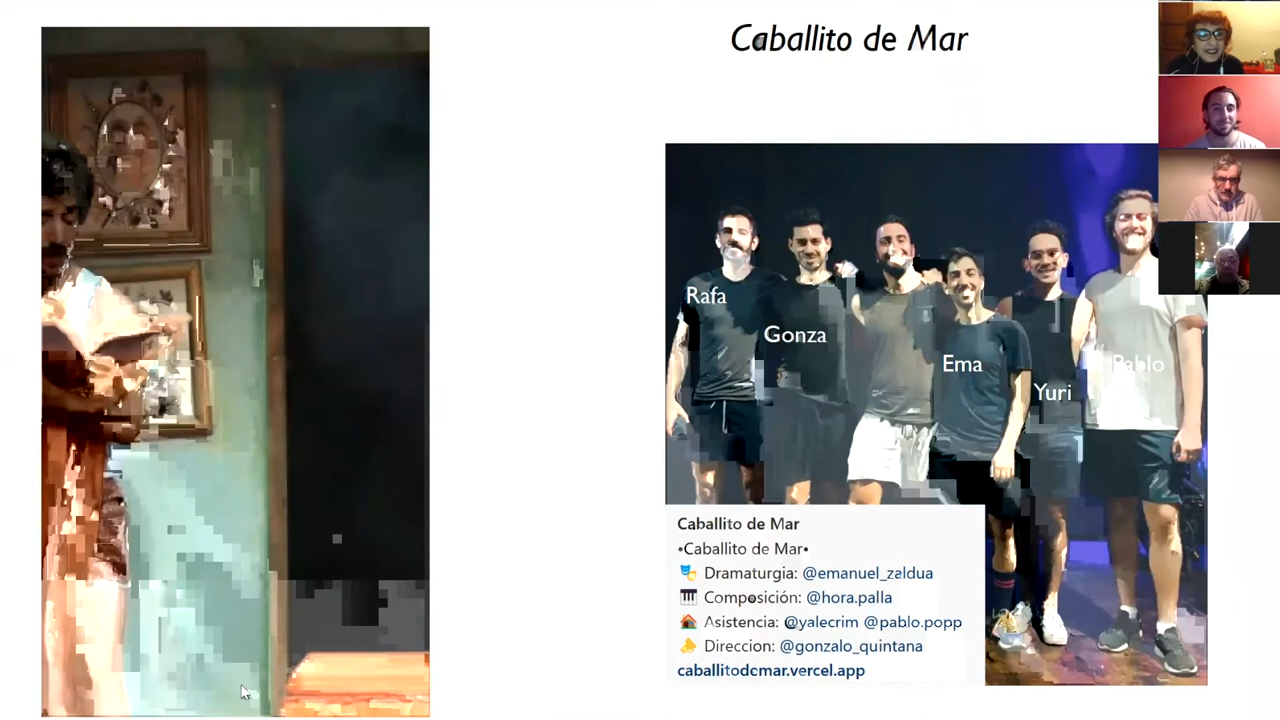 Caballito de Mar
Rafa
Gonza
Ema
Yuri
Pablo
Caballito de Mar
•Caballito de Mar•
Dramaturgia: @emanuel_zaldua
Composición: @hora.palla
Asistencia: @yalecrim @pablo.popp
Direccion: @gonzalo_quintana
caballitodemar.vercel.app